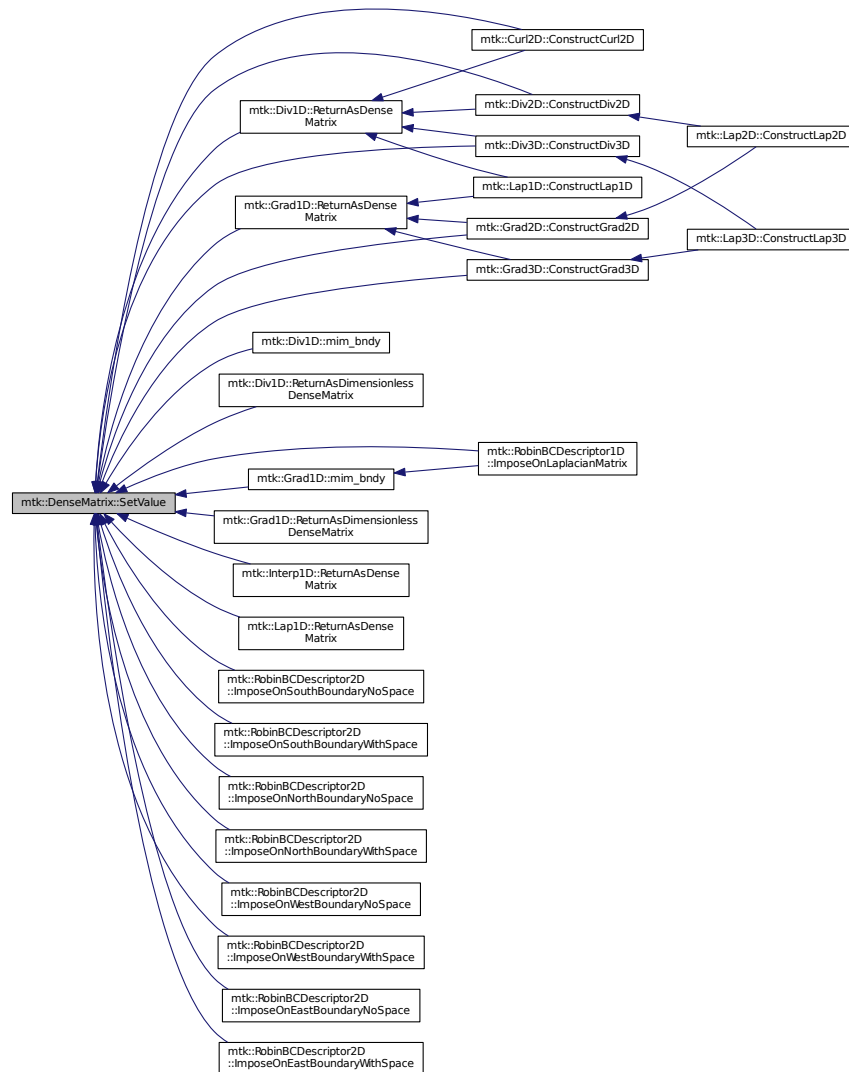 mtk::Curl2D::ConstructCurl2D
mtk::Div1D::ReturnAsDense
Matrix
mtk::Div2D::ConstructDiv2D
mtk::Div3D::ConstructDiv3D
mtk::Lap2D::ConstructLap2D
mtk::Lap1D::ConstructLap1D
mtk::Grad1D::ReturnAsDense
Matrix
mtk::Grad2D::ConstructGrad2D
mtk::Lap3D::ConstructLap3D
mtk::Grad3D::ConstructGrad3D
mtk::Div1D::mim_bndy
mtk::Div1D::ReturnAsDimensionless
DenseMatrix
mtk::RobinBCDescriptor1D
::ImposeOnLaplacianMatrix
mtk::Grad1D::mim_bndy
mtk::DenseMatrix::SetValue
mtk::Grad1D::ReturnAsDimensionless
DenseMatrix
mtk::Interp1D::ReturnAsDense
Matrix
mtk::Lap1D::ReturnAsDense
Matrix
mtk::RobinBCDescriptor2D
::ImposeOnSouthBoundaryNoSpace
mtk::RobinBCDescriptor2D
::ImposeOnSouthBoundaryWithSpace
mtk::RobinBCDescriptor2D
::ImposeOnNorthBoundaryNoSpace
mtk::RobinBCDescriptor2D
::ImposeOnNorthBoundaryWithSpace
mtk::RobinBCDescriptor2D
::ImposeOnWestBoundaryNoSpace
mtk::RobinBCDescriptor2D
::ImposeOnWestBoundaryWithSpace
mtk::RobinBCDescriptor2D
::ImposeOnEastBoundaryNoSpace
mtk::RobinBCDescriptor2D
::ImposeOnEastBoundaryWithSpace